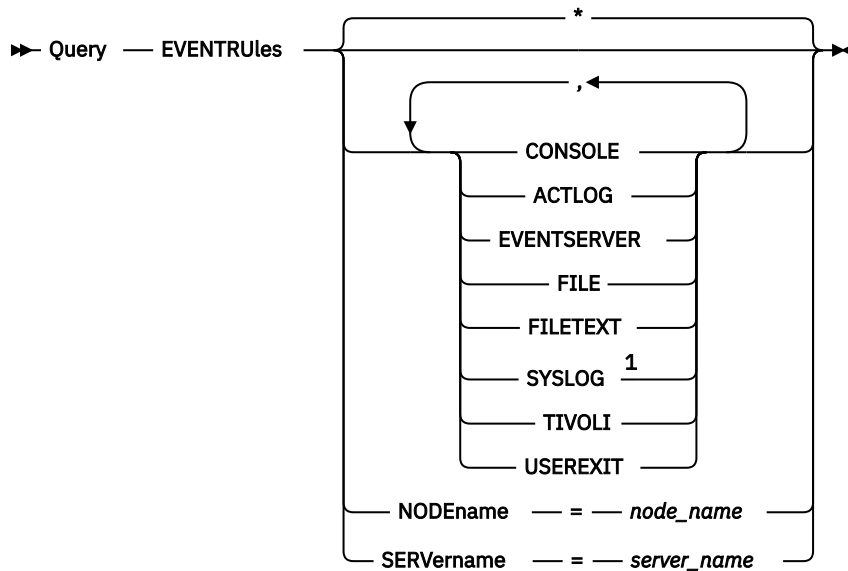 *
Query EVENTRUles
,
CONSOLE
ACTLOG
EVENTSERVER
FILE
FILETEXT
SYSLOG 1
TIVOLI
USEREXIT
NODEname = node_name
SERVername = server_name